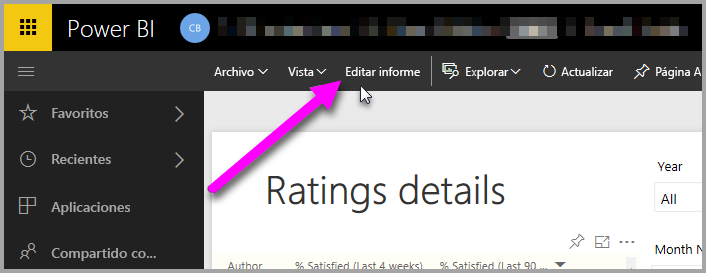 Power BI CB
Archivo Vista Editar informe Explorar Actualizar Página A
Favoritos
Recientes
Aplicaciones
Compartido co...
Ratings details
Year
All
Month N
Author % Satisfied (Last 4 weeks) % Satisfied (Last 90 ...